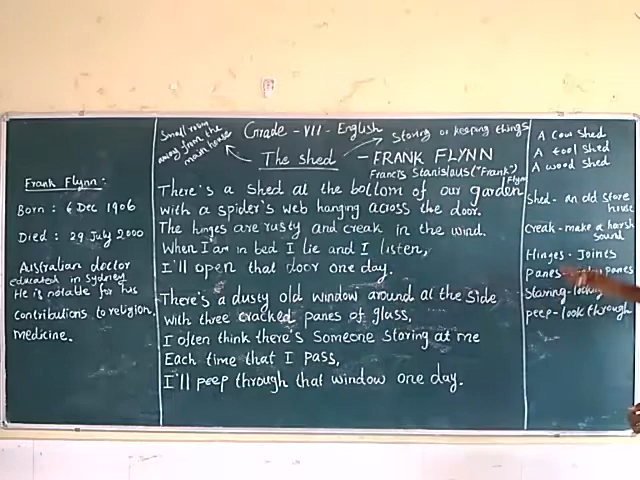 Grade - VII - English
Small room
away from the
main house
Storing or keeping things
The shed - FRANK FLYNN
Francis Stanislaus ("Frank")
Flynn
Frank Flynn:
Born : 6 Dec 1906
Died : 29 July 2000
Australian doctor
educated in Sydney
He is notable for his
contributions to religion,
medicine.
There's a shed at the bottom of our garden
with a spider's web hanging across the door.
The hinges are rusty and creak in the wind.
When I am in bed I lie and I listen,
I'll open that door one day.
There's a dusty old window around at the side
With three cracked panes of glass,
I often think there's someone staring at me
Each time that I pass,
I'll peep through that window one day.
A cow shed
A tool shed
A wood shed
shed - an old store
house
creak - make a harsh
sound
Hinges - Joints
Panes - panes
Staring -
peep - look through